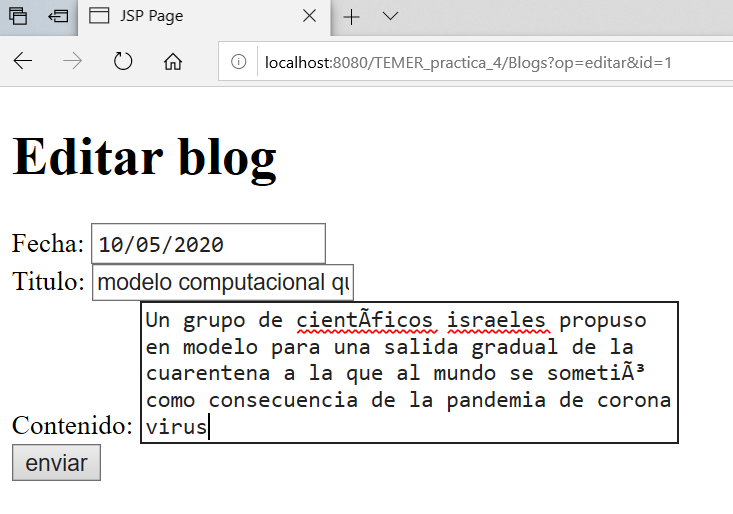 JSP Page
localhost:8080/TEMER_practica_4/Blogs?op=editar&id=1
Editar blog
Fecha: 10/05/2020
Titulo: modelo computacional qu
Contenido: Un grupo de cientÃficos israeles propuso
en modelo para una salida gradual de la
cuarentena a la que al mundo se sometiÃ³
como consecuencia de la pandemia de corona
virus
enviar